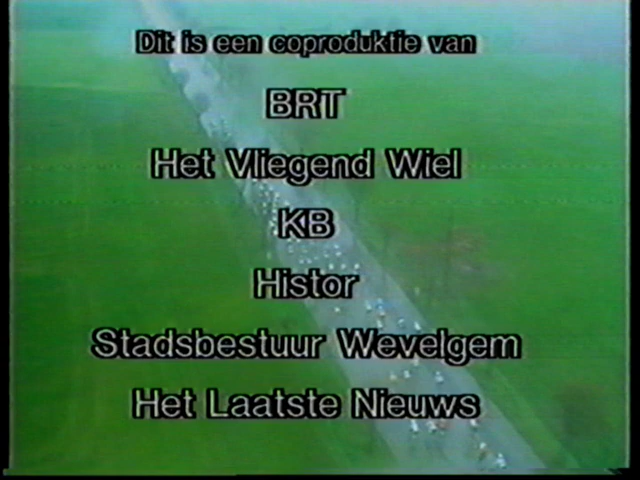 Dit is een coproduktie van
BRT
Het Vliegend Wiel
KB
Histor
Stadsbestuur Wevelgem
Het Laatste Nieuws